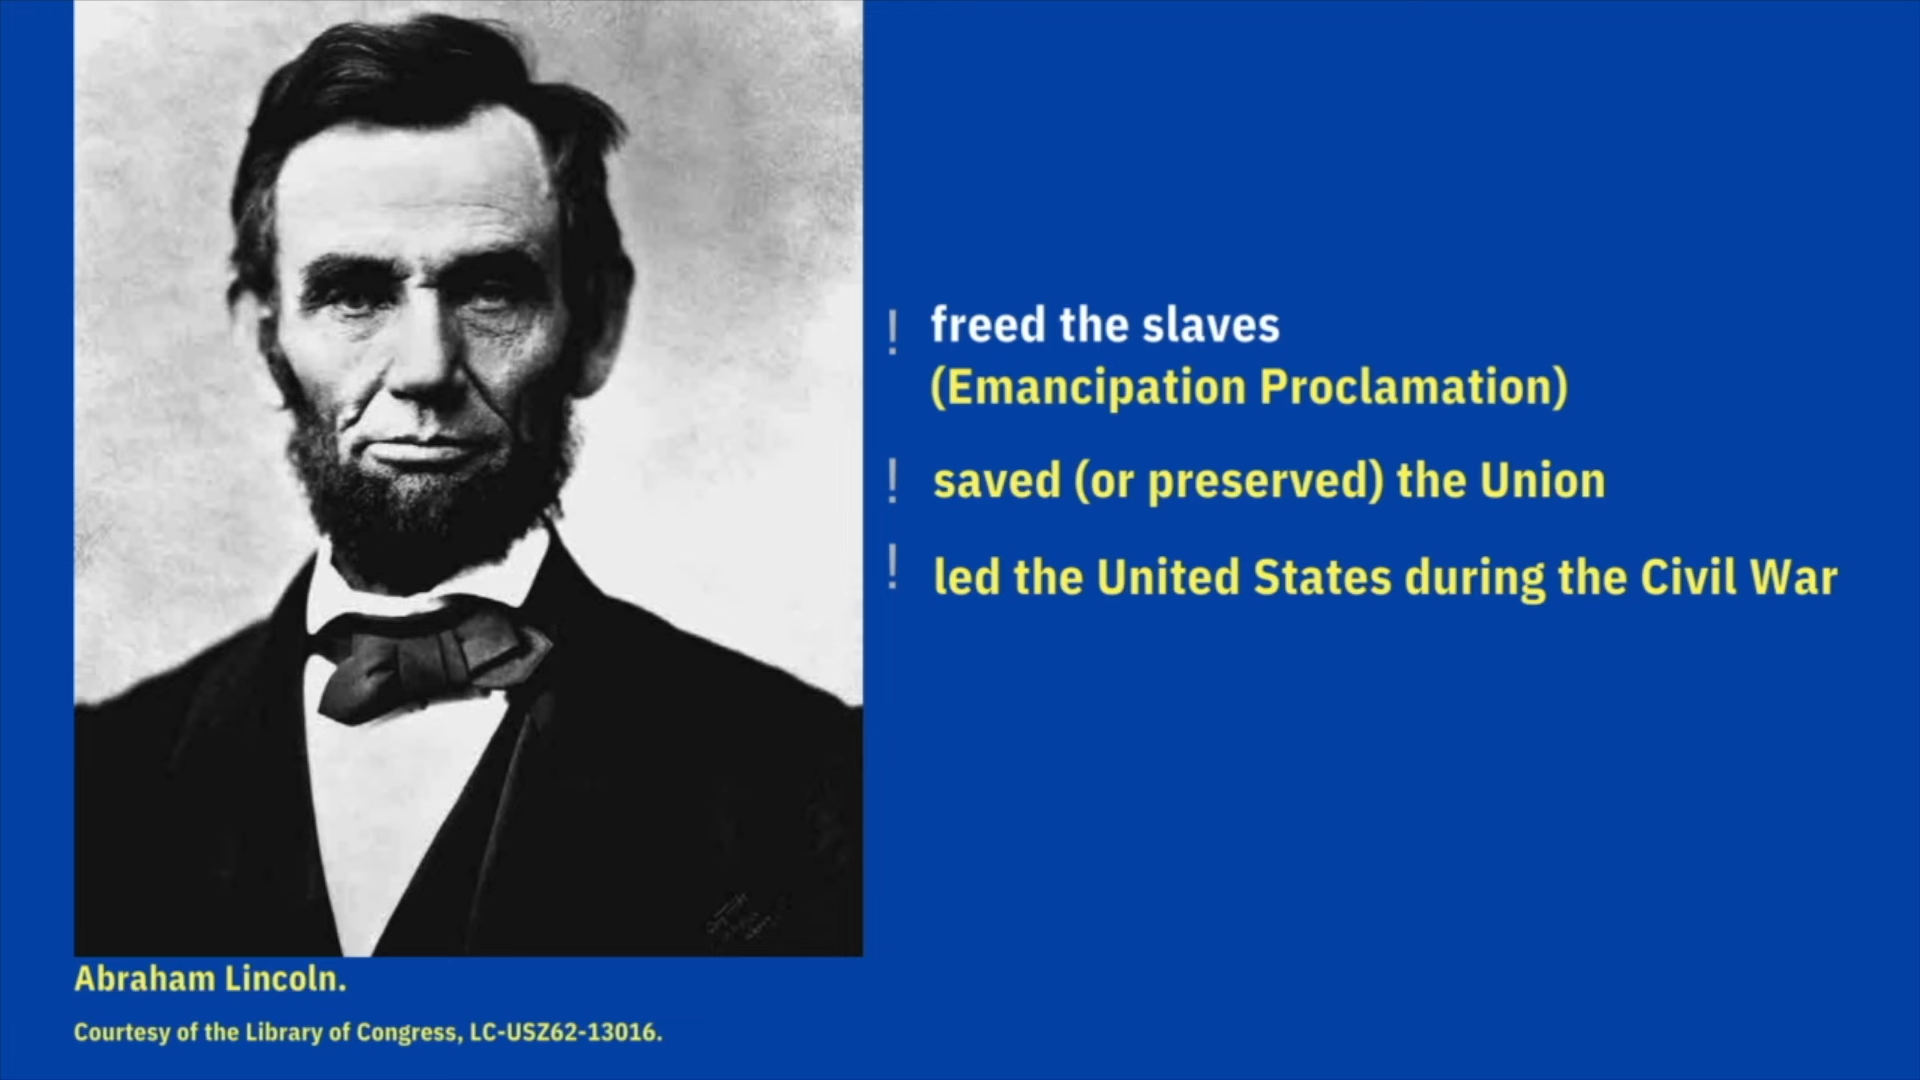 ! freed the slaves
(Emancipation Proclamation)
! saved (or preserved) the Union
! led the United States during the Civil War
Abraham Lincoln.
Courtesy of the Library of Congress, LC-USZ62-13016.